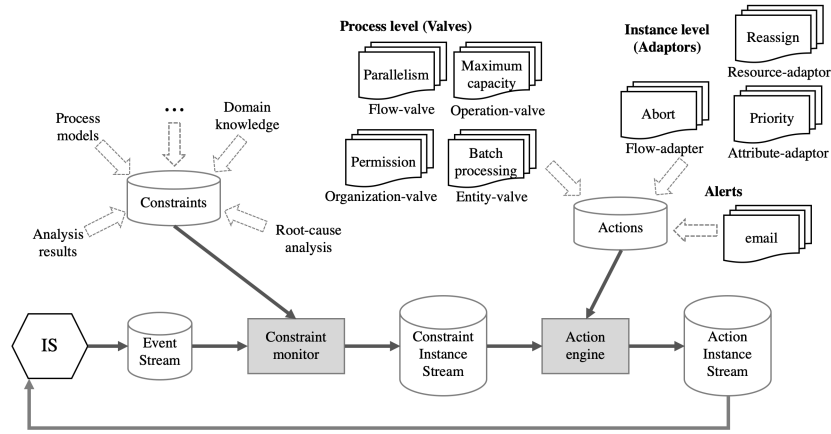 Process level (Valves)
Parallelism
Flow-valve
Maximum
capacity
Operation-valve
Permission
Organization-valve
Batch
processing
Entity-valve
Instance level
(Adaptors)
Reassign
Resource-adaptor
Abort
Flow-adapter
Priority
Attribute-adaptor
Alerts
email
Process
models
...
Domain
knowledge
Constraints
Analysis
results
Root-cause
analysis
Actions
IS
Event
Stream
Constraint
monitor
Constraint
Instance
Stream
Action
engine
Action
Instance
Stream